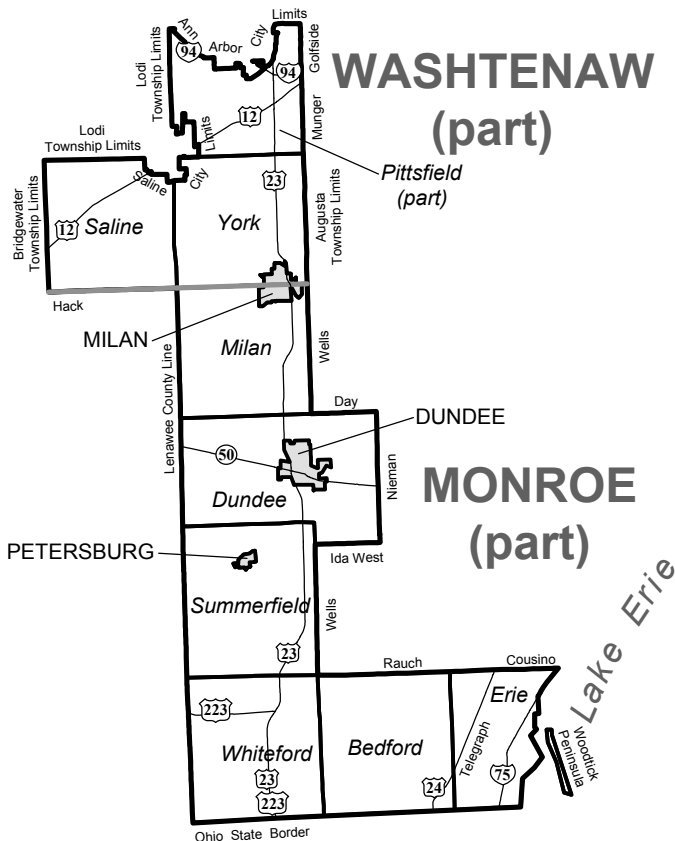 Limits
Ann
Arbor
City
94
94
Golfside
Lodi
Township Limits
WASHTENAW
(part)
12
Limits
Munger
Lodi
Township Limits
Pittsfield
(part)
Saline
City
23
Bridgewater
Township Limits
12
Saline
York
Augusta
Township Limits
Hack
MILAN
Milan
Wells
Lenawee County Line
Day
DUNDEE
50
Nieman
Dundee
MONROE
(part)
PETERSBURG
Ida West
Summerfield
Wells
Lake Erie
23
Rauch
Cousino
Erie
223
Whiteford
Bedford
Telegraph
Woodtick
Peninsula
23
24
75
223
Ohio State Border